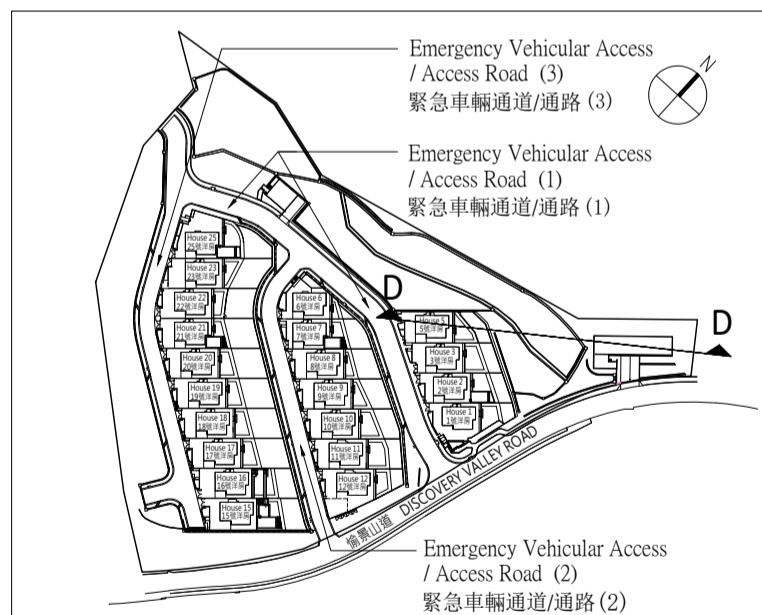 Emergency Vehicular Access
/ Access Road (3)
緊急車輛通道/通路 (3)
N
Emergency Vehicular Access
/ Access Road (1)
緊急車輛通道/通路 (1)
House 25
25號洋房
House 23
23號洋房
House 22
22號洋房
House 21
21號洋房
House 20
20號洋房
House 19
19號洋房
House 18
18號洋房
House 17
17號洋房
House 16
16號洋房
House 15
15號洋房
House 6
6號洋房
House 7
7號洋房
House 8
8號洋房
House 9
9號洋房
House 10
10號洋房
House 11
11號洋房
House 12
12號洋房
D
House 5
5號洋房
House 3
3號洋房
House 2
2號洋房
House 1
1號洋房
D
愉景山道 DISCOVERY VALLEY ROAD
Emergency Vehicular Access
/ Access Road (2)
緊急車輛通道/通路 (2)